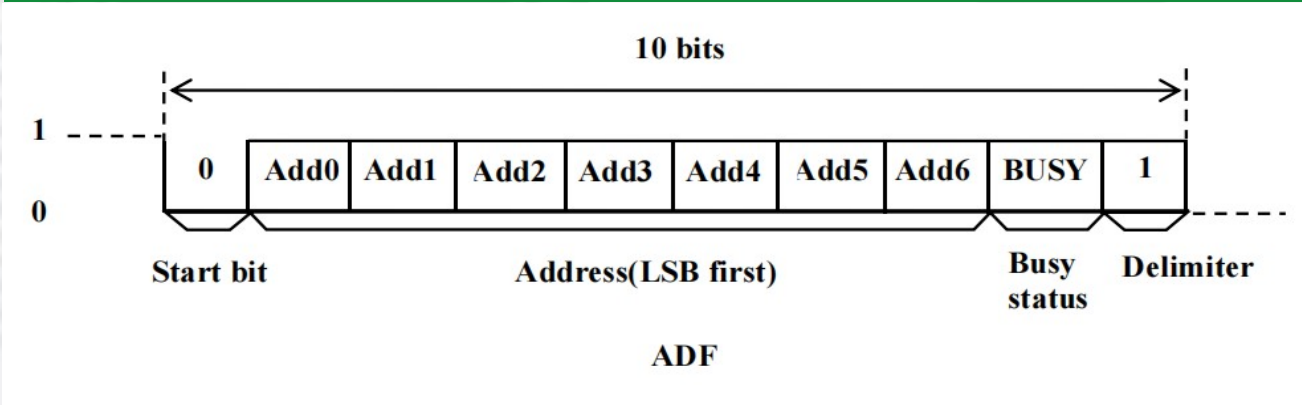 10 bits
1
0 Add0 Add1 Add2 Add3 Add4 Add5 Add6 BUSY 1
0
Start bit Address(LSB first) Busy status Delimiter
ADF